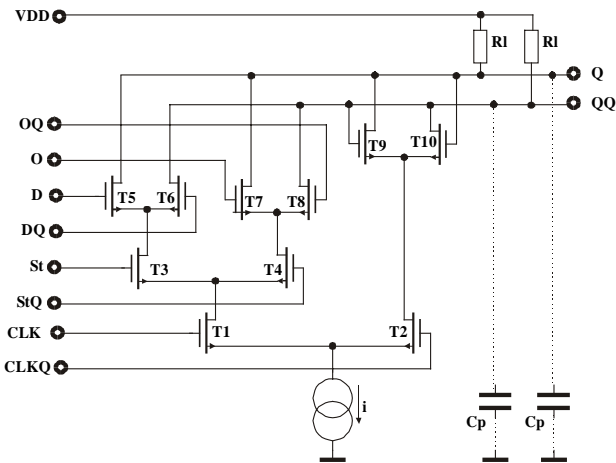 VDD
Rl Rl
Q
QQ
OQ
T9 T10
O
D
T5 T6 T7 T8
DQ
St
T3 T4
StQ
CLK
T1 T2
CLKQ
i
Cp Cp